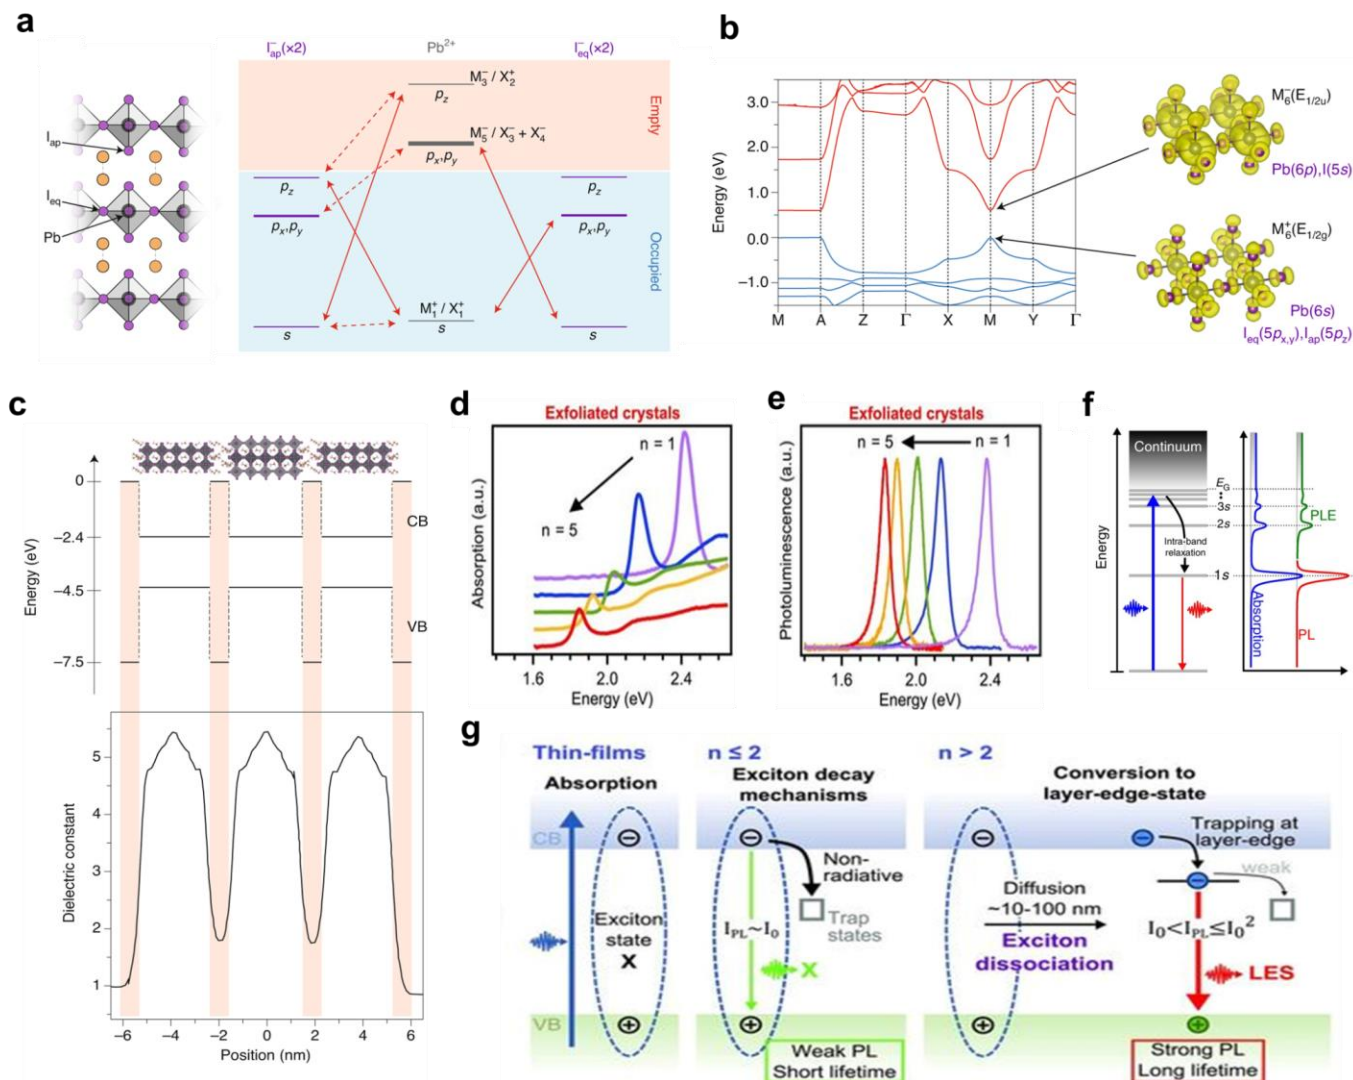 a
I⁻ap(×2)
Pb²⁺
I⁻eq(×2)
M₃⁻ / X₂⁺
pz
M₅⁻ / X₃⁻ + X₄⁻
px,py
Empty
pz
pz
px,py
px,py
Occupied
M₁⁺ / X₁⁺
s
s
s
Iap
Ieq
Pb
b
Energy (eV)
3.0
2.0
1.0
0.0
−1.0
M A Z Γ X M Y Γ
M₆⁻(E1/2u)
Pb(6p),I(5s)
M₆⁺(E1/2g)
Pb(6s)
Ieq(5px,y),Iap(5pz)
c
Energy (eV)
0
−2.4
−4.5
−7.5
CB
VB
Dielectric constant
5
4
3
2
1
−6 −4 −2 0 2 4 6
Position (nm)
d
Exfoliated crystals
n = 1
n = 5
Absorption (a.u.)
1.6 2.0 2.4
Energy (eV)
e
Exfoliated crystals
n = 5 n = 1
Photoluminescence (a.u.)
1.6 2.0 2.4
Energy (eV)
f
Energy
Continuum
EG
3s
2s
Intra-band
relaxation
1s
Absorption
PLE
PL
g
Thin-films
Absorption
CB
Exciton
state
X
VB
n ≤ 2
Exciton decay
mechanisms
Non-
radiative
Trap
states
IPL~I₀
X
Weak PL
Short lifetime
n > 2
Conversion to
layer-edge-state
Trapping at
layer-edge
weak
Diffusion
~10-100 nm
Exciton
dissociation
I₀<IPL≤I₀²
LES
Strong PL
Long lifetime